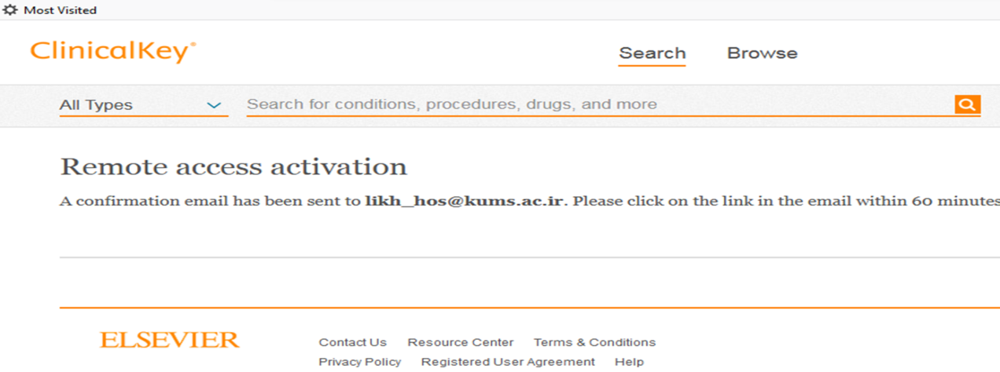 Most Visited
ClinicalKey®
Search Browse
All Types Search for conditions, procedures, drugs, and more
Remote access activation
A confirmation email has been sent to likh_hos@kums.ac.ir. Please click on the link in the email within 60 minutes
ELSEVIER
Contact Us Resource Center Terms & Conditions
Privacy Policy Registered User Agreement Help